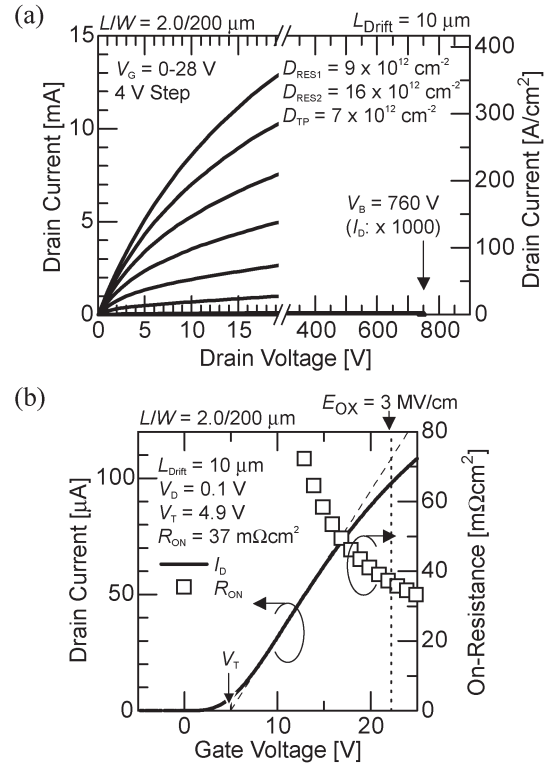 (a)
L/W = 2.0/200 μm
L_Drift = 10 μm
V_G = 0-28 V
4 V Step
D_RES1 = 9 x 10^12 cm^-2
D_RES2 = 16 x 10^12 cm^-2
D_TP = 7 x 10^12 cm^-2
V_B = 760 V
(I_D: x 1000)
Drain Current [mA]
15
10
5
0
Drain Current [A/cm^2]
400
300
200
100
0
0 5 10 15 400 600 800
Drain Voltage [V]
(b)
L/W = 2.0/200 μm
E_OX = 3 MV/cm
L_Drift = 10 μm
V_D = 0.1 V
V_T = 4.9 V
R_ON = 37 mΩcm^2
I_D
R_ON
V_T
Drain Current [μA]
100
50
0
On-Resistance [mΩcm^2]
80
60
40
20
0
0 10 20
Gate Voltage [V]